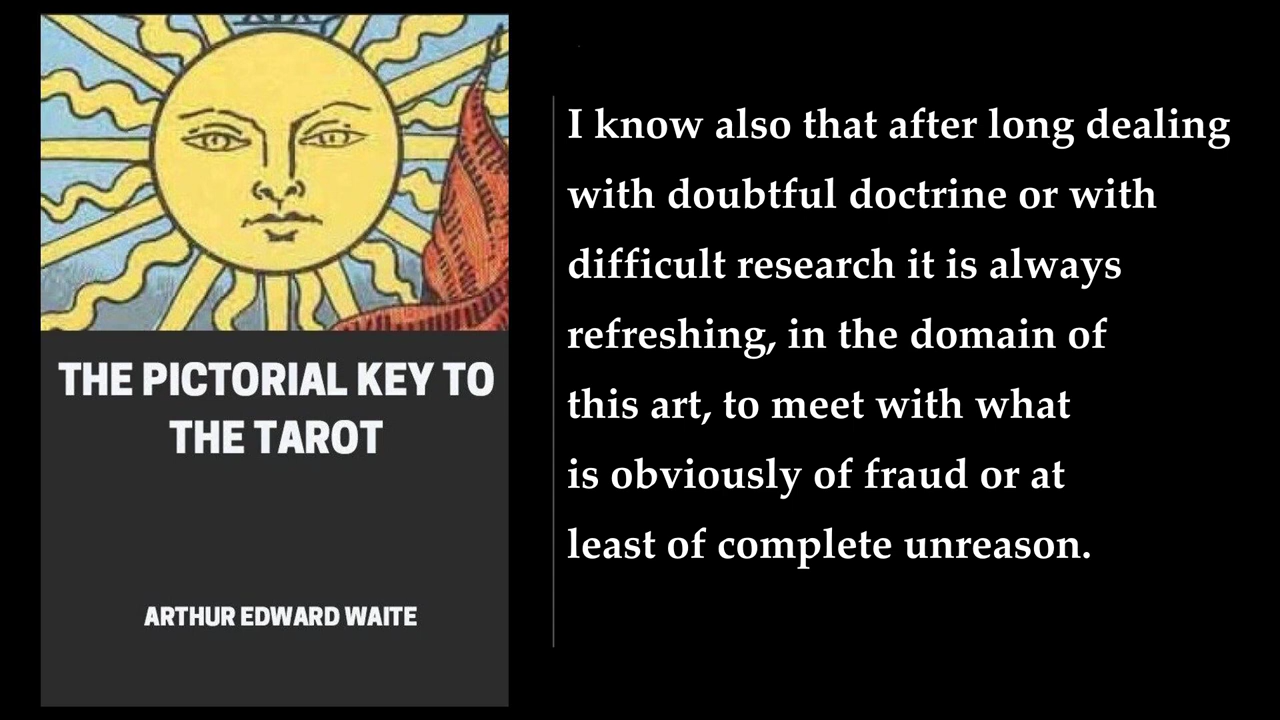 THE PICTORIAL KEY TO
THE TAROT
ARTHUR EDWARD WAITE
I know also that after long dealing
with doubtful doctrine or with
difficult research it is always
refreshing, in the domain of
this art, to meet with what
is obviously of fraud or at
least of complete unreason.